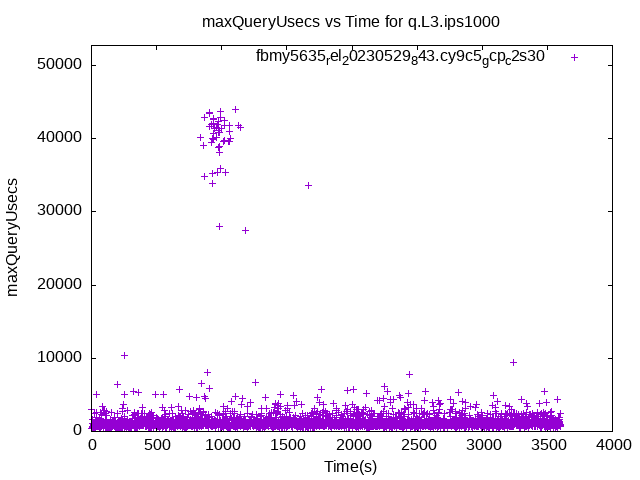 maxQueryUsecs vs Time for q.L3.ips1000
fbmy5635rel20230529843.cy9c5gcpc2s30
50000
40000
30000
20000
10000
0
maxQueryUsecs
0 500 1000 1500 2000 2500 3000 3500 4000
Time(s)